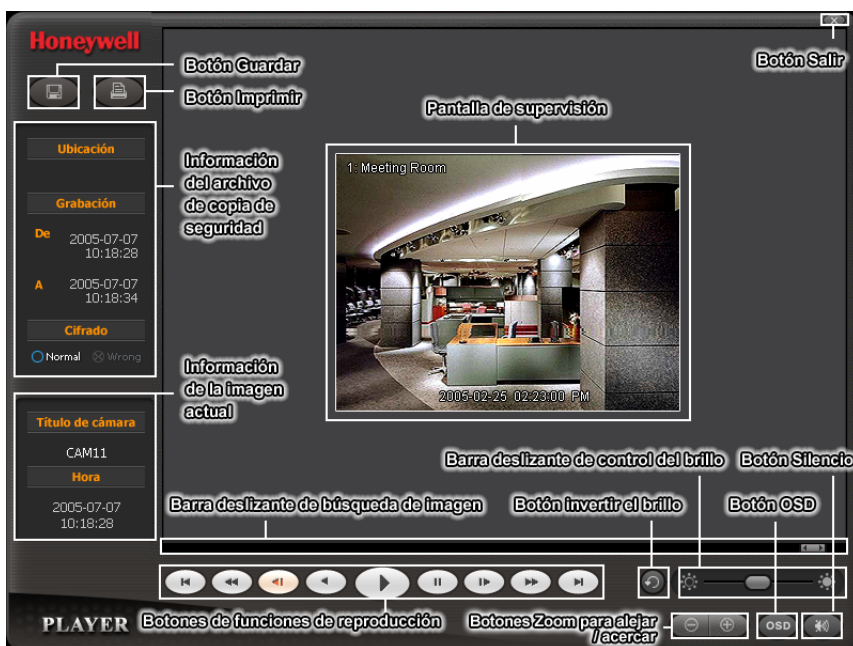 Honeywell
Botón Guardar
Botón Imprimir
Botón Salir
Pantalla de supervisión
Ubicación
Información
del archivo
de copia de
seguridad
Grabación
De
2005-07-07
10:18:28
A
2005-07-07
10:18:34
Cifrado
Normal
Wrong
1: Meeting Room
2005-02-25 02:23:00 PM
Información
de la imagen
actual
Título de cámara
CAM11
Hora
2005-07-07
10:18:28
Barra deslizante de control del brillo
Botón Silencio
Barra deslizante de búsqueda de imagen
Botón invertir el brillo
Botón OSD
PLAYER
Botones de funciones de reproducción
Botones Zoom para alejar
/ acercar
OSD